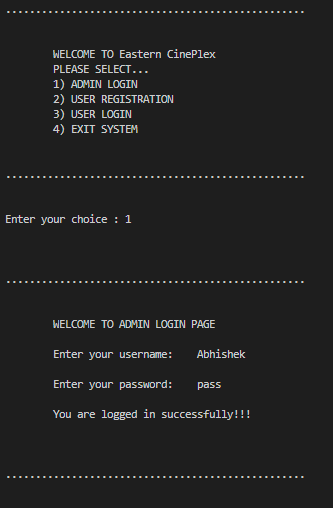 ..................................................
WELCOME TO Eastern CinePlex
PLEASE SELECT...
1) ADMIN LOGIN
2) USER REGISTRATION
3) USER LOGIN
4) EXIT SYSTEM
..................................................
Enter your choice : 1
..................................................
WELCOME TO ADMIN LOGIN PAGE
Enter your username:    Abhishek
Enter your password:    pass
You are logged in successfully!!!
..................................................